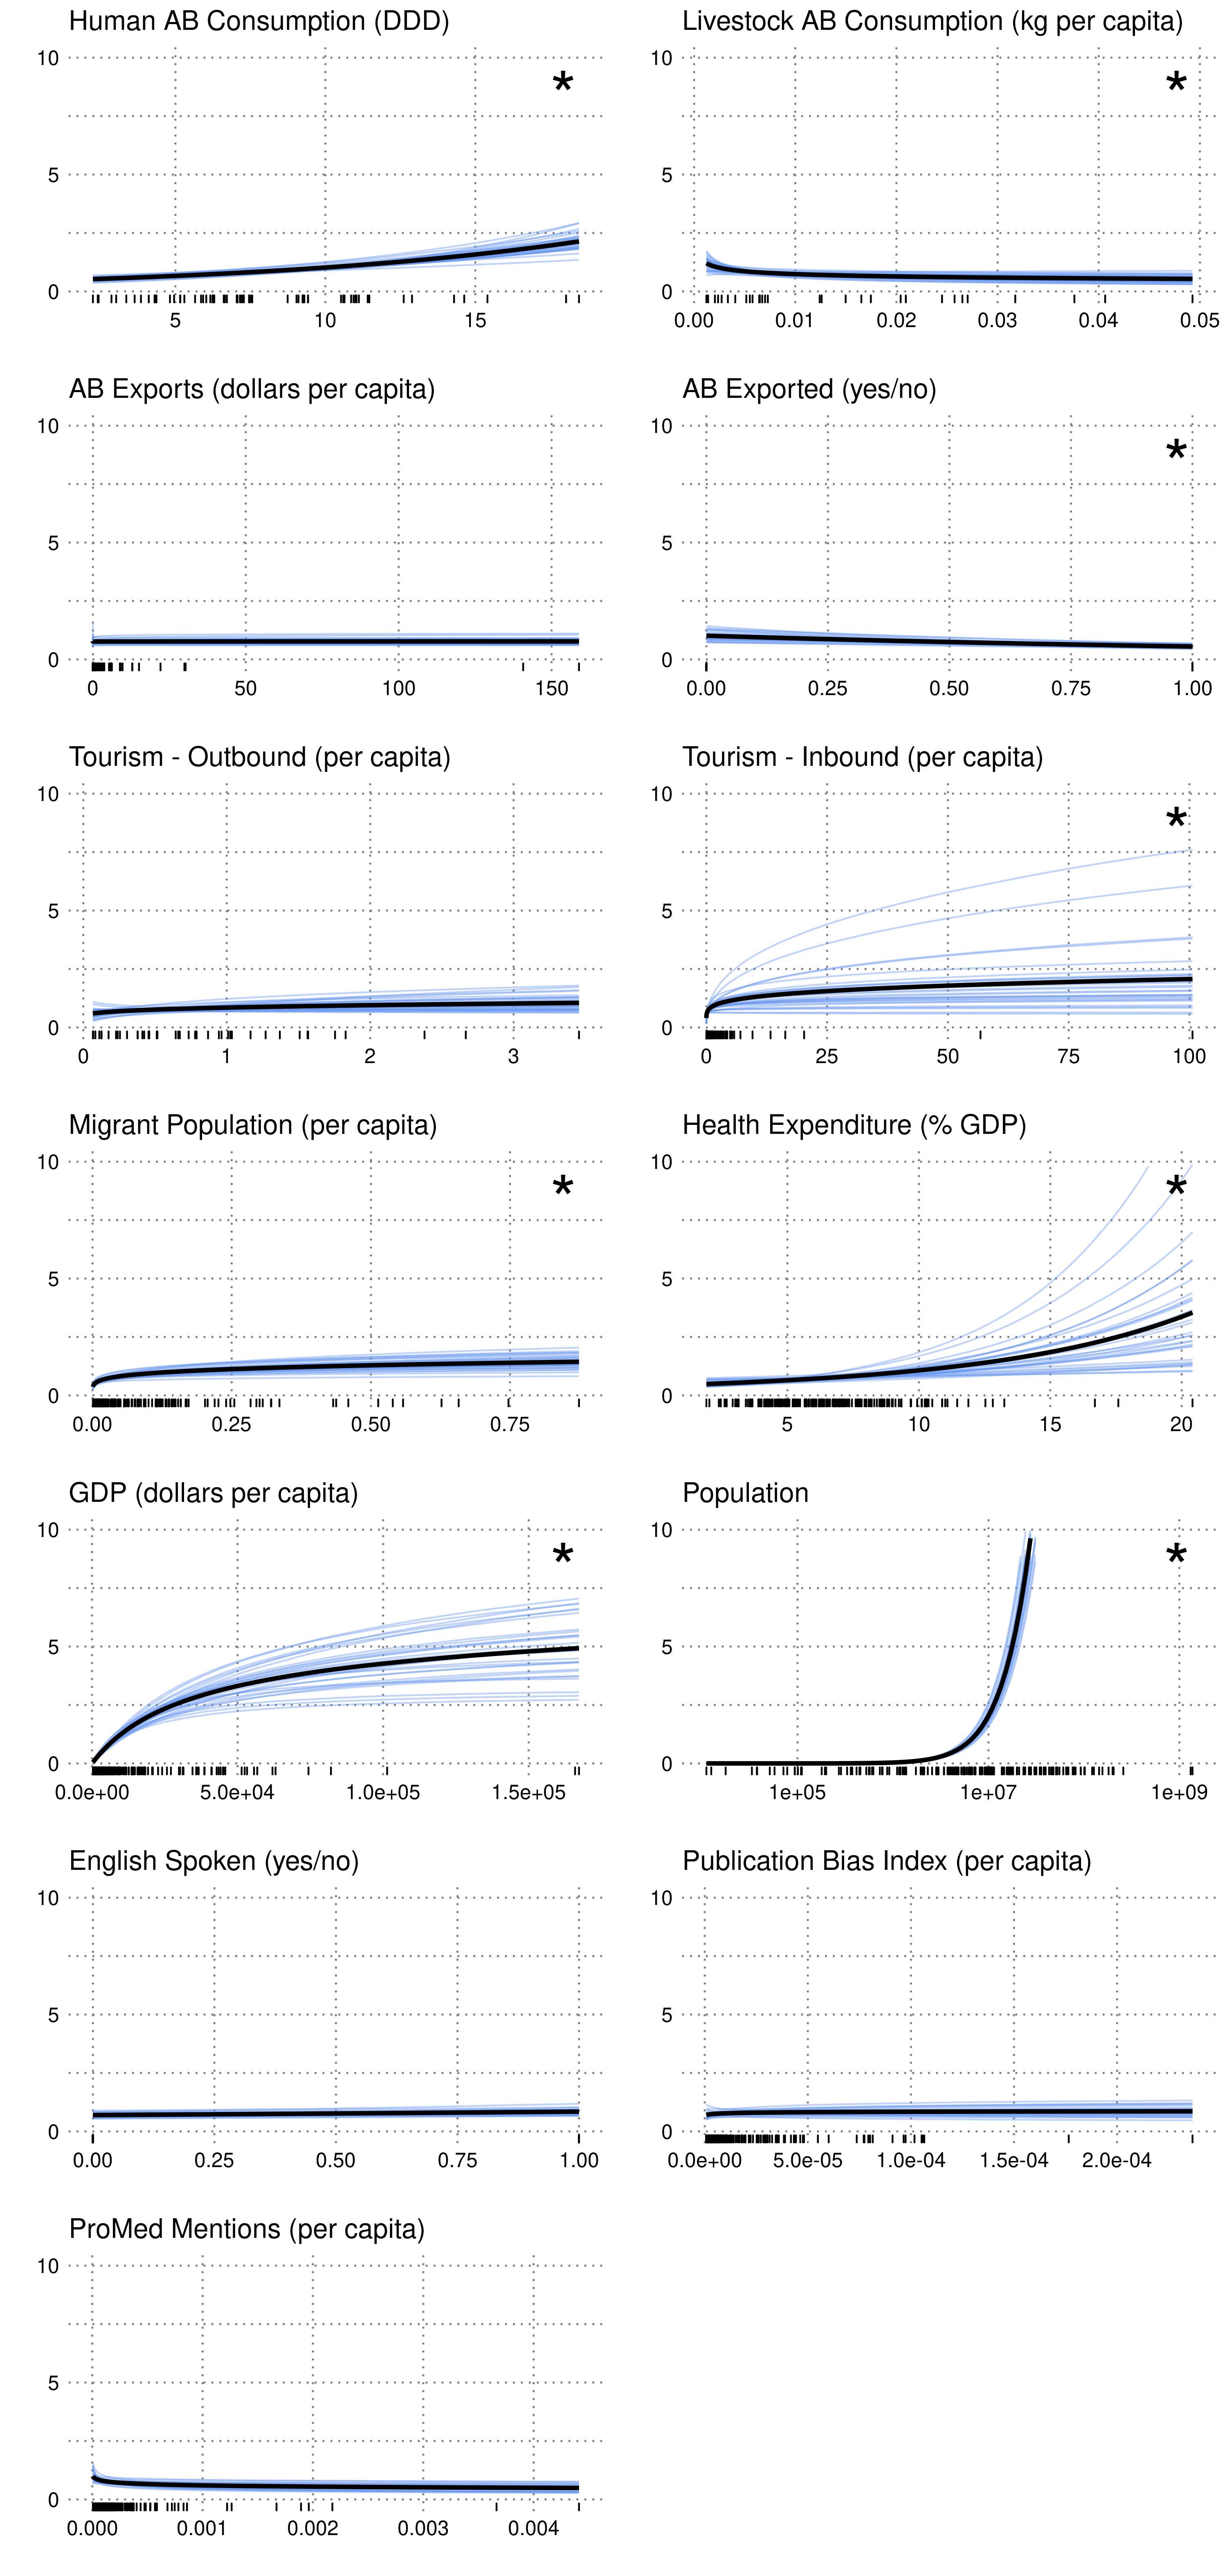 Human AB Consumption (DDD)
10
5
0
5 10 15
*
Livestock AB Consumption (kg per capita)
10
5
0
0.00 0.01 0.02 0.03 0.04 0.05
*
AB Exports (dollars per capita)
10
5
0
0 50 100 150
AB Exported (yes/no)
10
5
0
0.00 0.25 0.50 0.75 1.00
*
Tourism - Outbound (per capita)
10
5
0
0 1 2 3
Tourism - Inbound (per capita)
10
5
0
0 25 50 75 100
*
Migrant Population (per capita)
10
5
0
0.00 0.25 0.50 0.75
*
Health Expenditure (% GDP)
10
5
0
5 10 15 20
*
GDP (dollars per capita)
10
5
0
0.0e+00 5.0e+04 1.0e+05 1.5e+05
*
Population
10
5
0
1e+05 1e+07 1e+09
*
English Spoken (yes/no)
10
5
0
0.00 0.25 0.50 0.75 1.00
Publication Bias Index (per capita)
10
5
0
0.0e+00 5.0e-05 1.0e-04 1.5e-04 2.0e-04
ProMed Mentions (per capita)
10
5
0
0.000 0.001 0.002 0.003 0.004